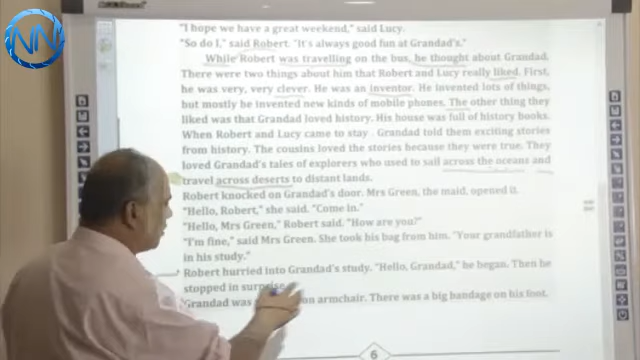 NN
"I hope we have a great weekend," said Lucy.
"So do I," said Robert. "It's always good fun at Grandad's."
While Robert was travelling on the bus, he thought about Grandad.
There were two things about him that Robert and Lucy really liked. First,
he was very, very clever. He was an inventor. He invented lots of things,
but mostly be invented new kinds of mobile phones. The other thing they
liked was that Grandad loved history. His house was full of history books.
When Robert and Lucy came to stay Grandad told them exciting stories
from history. The cousins loved the stories because they were true. They
loved Grandad's tales of explorers who used to sail across the oceans and
travel across deserts to distant lands.
Robert knocked on Grandad's door. Mrs Green, the maid, opened it.
"Hello, Robert," she said. "Come in."
"Hello, Mrs Green," Robert said. "How are you?"
"I'm fine," said Mrs Green. She took his bag from him. "Your grandfather is
in his study."
Robert hurried into Grandad's study. "Hello, Grandad," he began. Then he
stopped in surprise.
Grandad was on armchair. There was a big bandage on his foot.
6